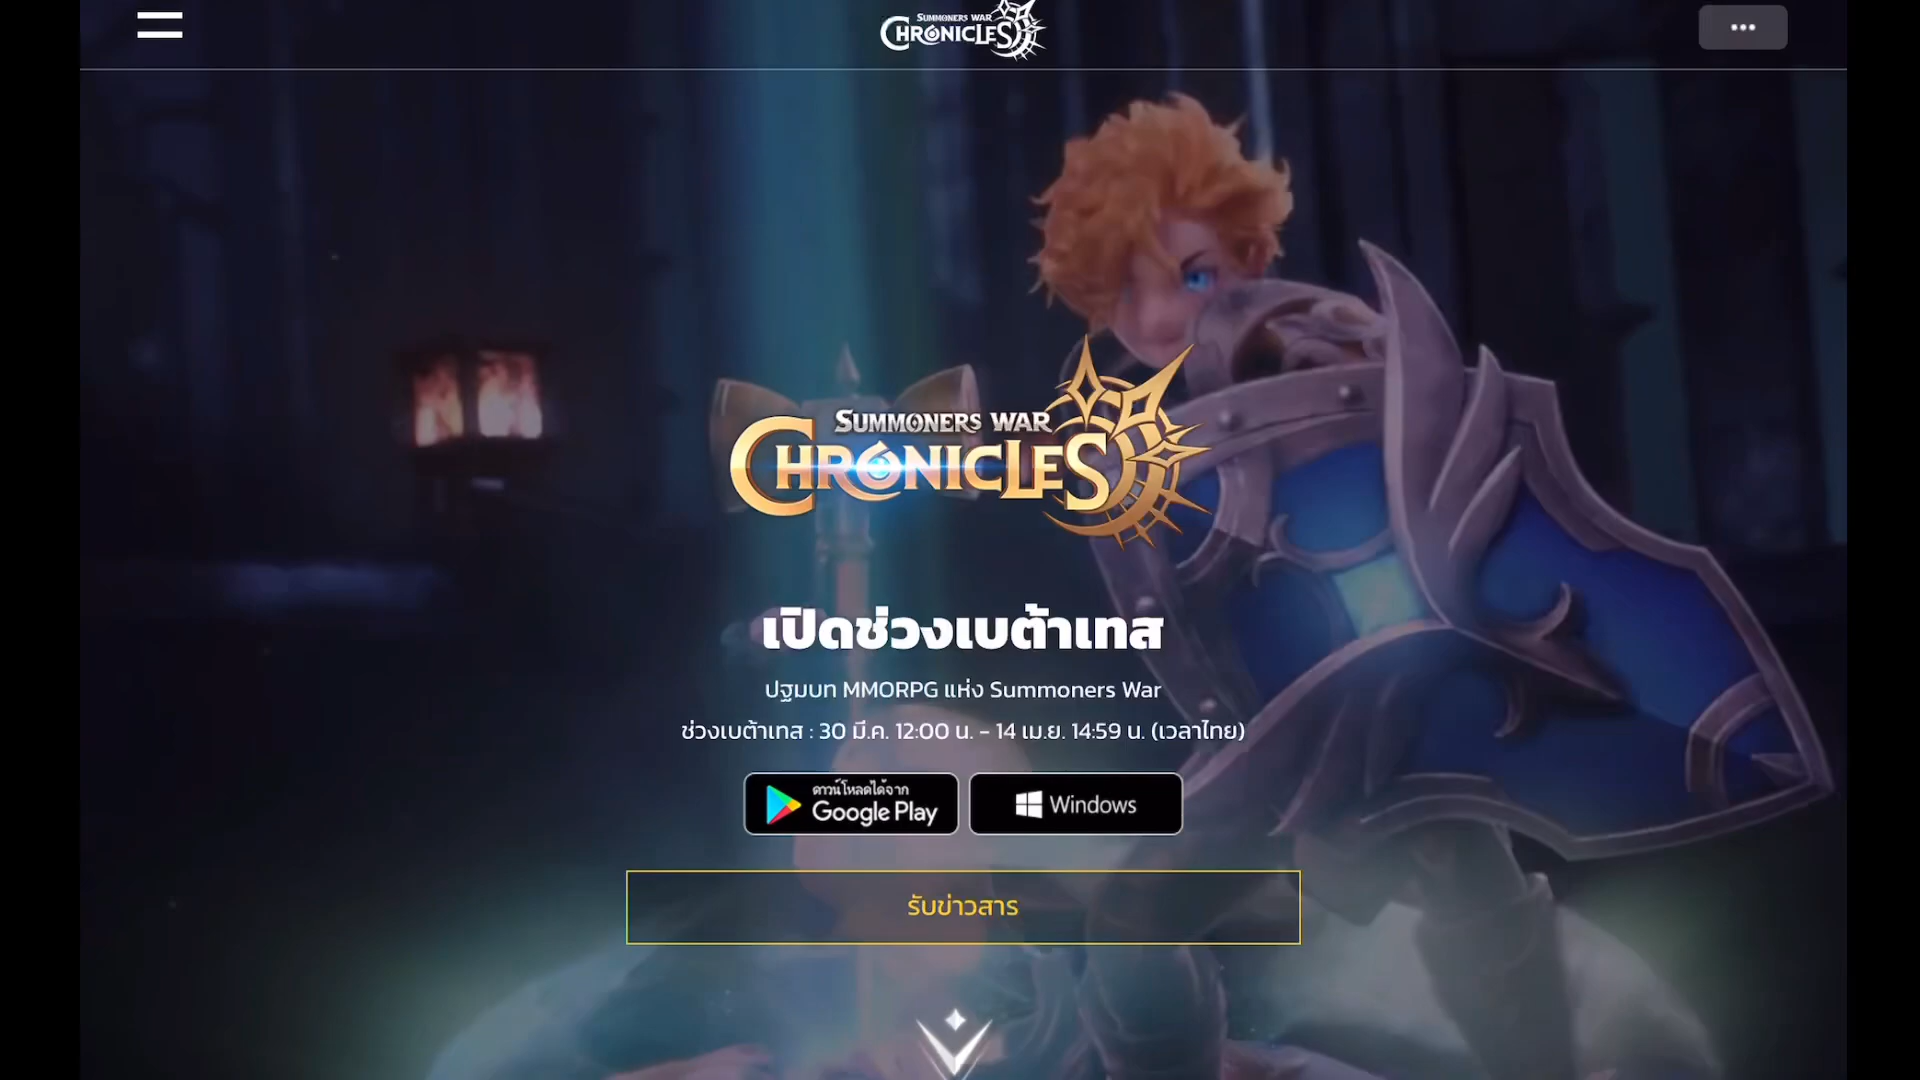 SUMMONERS WAR
CHRONICLES
SUMMONERS WAR
CHRONICLES
เปิดช่วงเบต้าเทส
ปฐมบท MMORPG แห่ง Summoners War
ช่วงเบต้าเทส : 30 มี.ค. 12:00 น. - 14 เม.ย. 14:59 น. (เวลาไทย)
ดาวน์โหลดได้จาก
Google Play
Windows
รับข่าวสาร